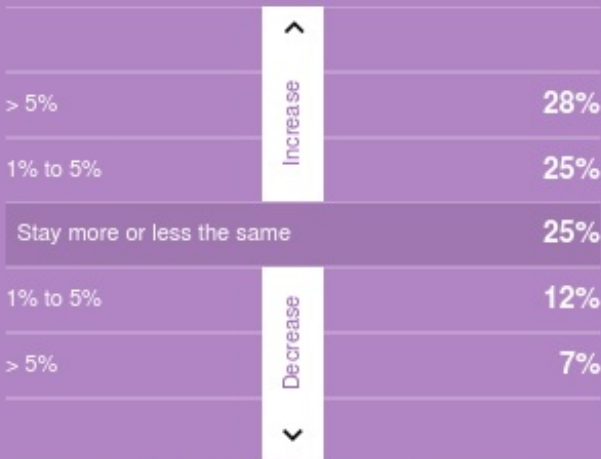 > 5% 28%
Increase
1% to 5% 25%
Stay more or less the same 25%
1% to 5% 12%
Decrease
> 5% 7%